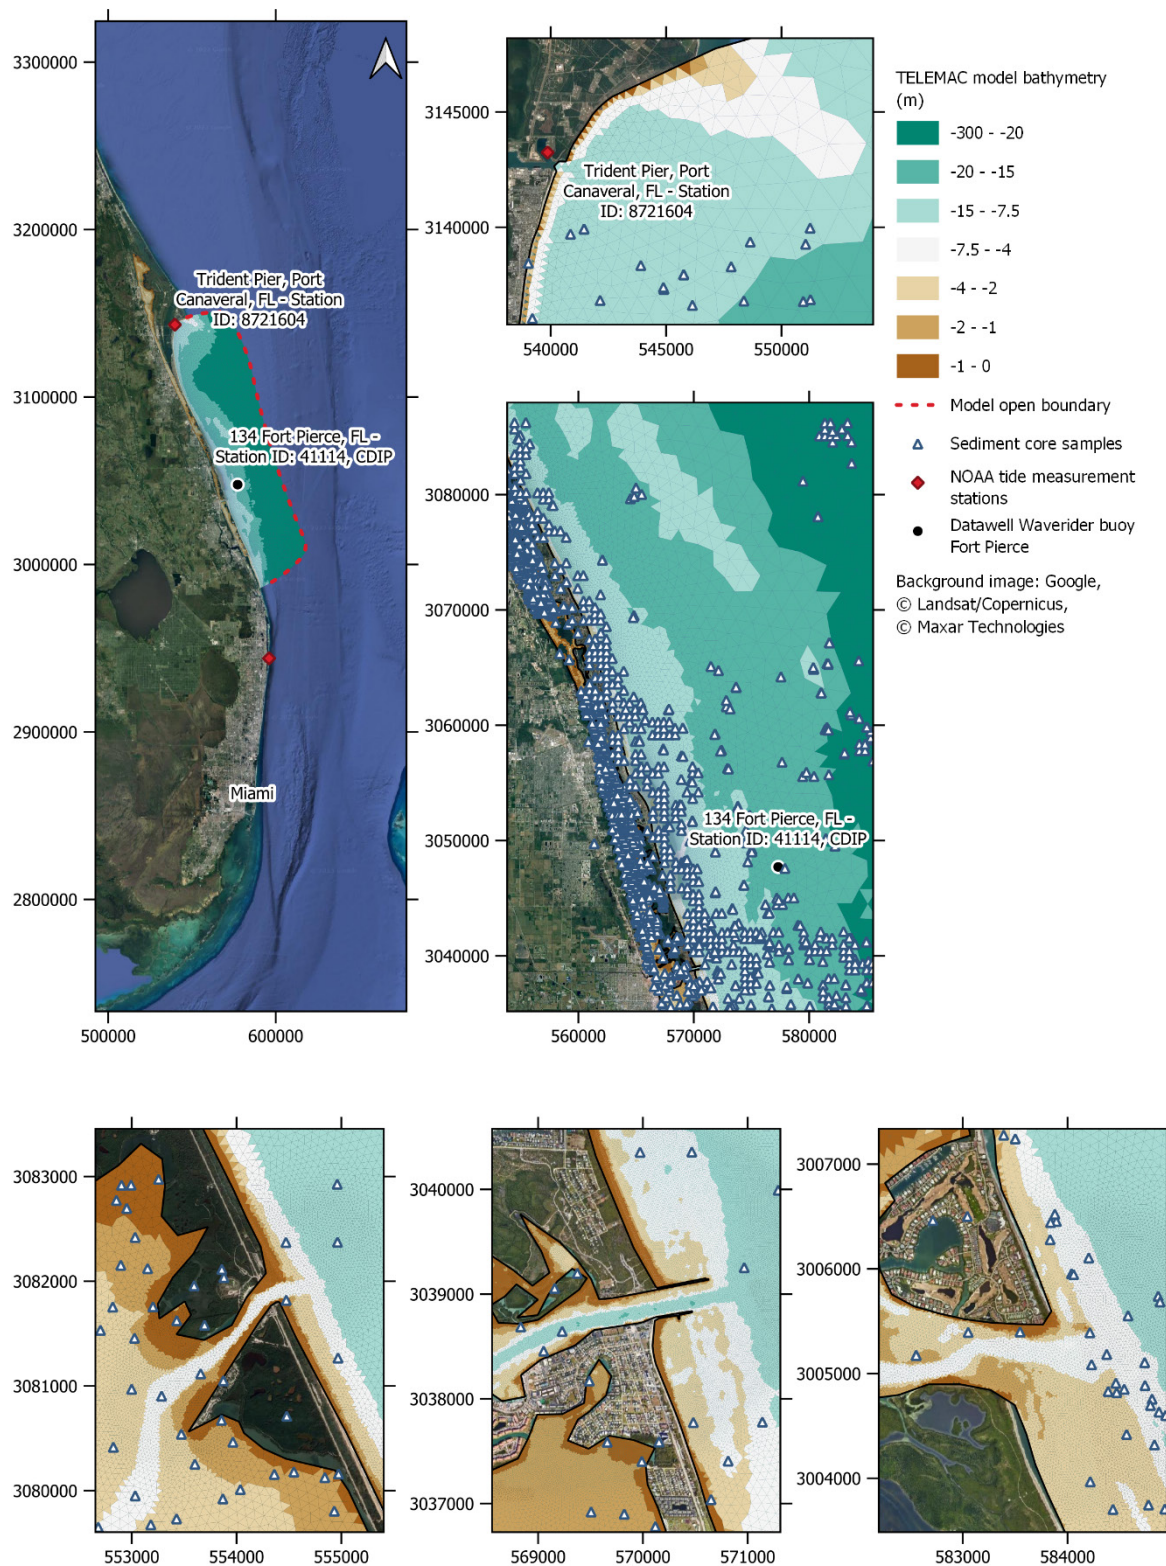 3300000
3200000
3100000
3000000
2900000
2800000
500000
600000
Trident Pier, Port
Canaveral, FL - Station
ID: 8721604
134 Fort Pierce, FL -
Station ID: 41114, CDIP
Miami
3145000
3140000
540000
545000
550000
Trident Pier, Port
Canaveral, FL - Station
ID: 8721604
3080000
3070000
3060000
3050000
3040000
560000
570000
580000
134 Fort Pierce, FL -
Station ID: 41114, CDIP
TELEMAC model bathymetry
(m)
-300 - -20
-20 - -15
-15 - -7.5
-7.5 - -4
-4 - -2
-2 - -1
-1 - 0
Model open boundary
Sediment core samples
NOAA tide measurement
stations
Datawell Waverider buoy
Fort Pierce
Background image: Google,
© Landsat/Copernicus,
© Maxar Technologies
3083000
3082000
3081000
3080000
553000
554000
555000
3040000
3039000
3038000
3037000
569000
570000
571000
3007000
3006000
3005000
3004000
583000
584000